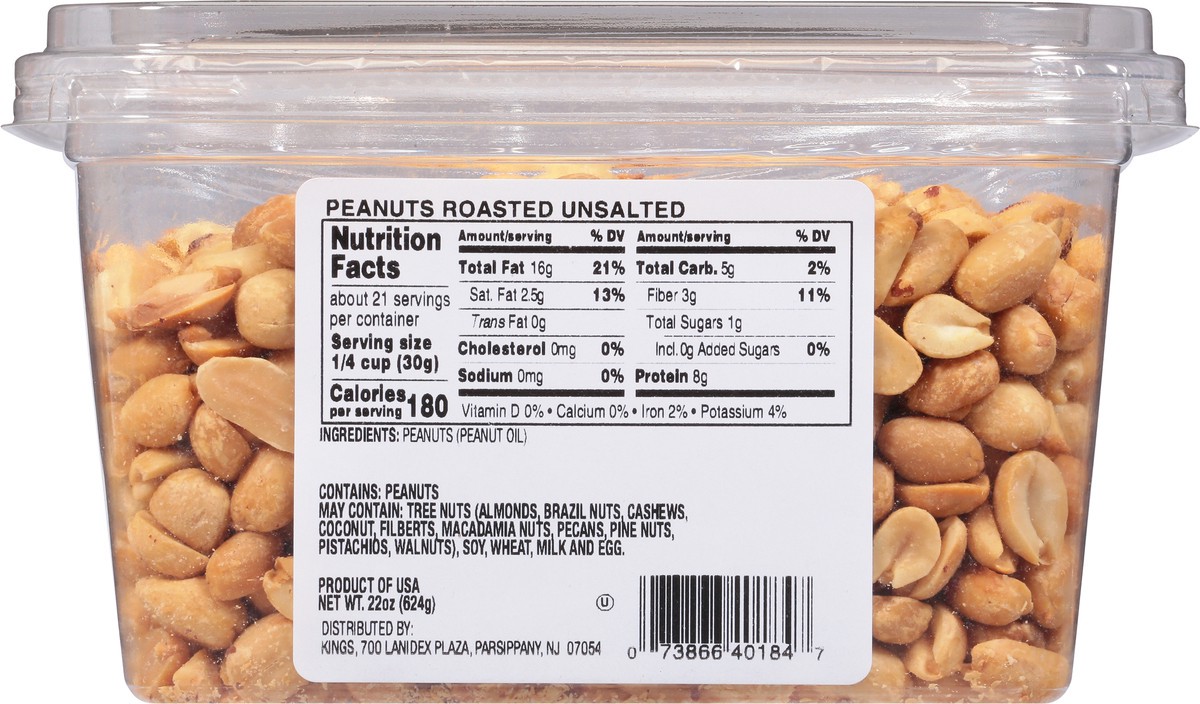 PEANUTS ROASTED UNSALTED
Nutrition
Facts
about 21 servings
per container
Serving size
1/4 cup (30g)
Calories
per serving 180
Amount/serving % DV
Total Fat 16g 21%
Sat. Fat 2.5g 13%
Trans Fat 0g
Cholesterol 0mg 0%
Sodium 0mg 0%
Amount/serving % DV
Total Carb. 5g 2%
Fiber 3g 11%
Total Sugars 1g
Incl. 0g Added Sugars 0%
Protein 8g
Vitamin D 0% • Calcium 0% • Iron 2% • Potassium 4%
INGREDIENTS: PEANUTS (PEANUT OIL)
CONTAINS: PEANUTS
MAY CONTAIN: TREE NUTS (ALMONDS, BRAZIL NUTS, CASHEWS,
COCONUT, FILBERTS, MACADAMIA NUTS, PECANS, PINE NUTS,
PISTACHIOS, WALNUTS), SOY, WHEAT, MILK AND EGG.
PRODUCT OF USA
NET WT. 22oz (624g)
U
DISTRIBUTED BY:
KINGS, 700 LANIDEX PLAZA, PARSIPPANY, NJ 07054
0 73866 40184 7